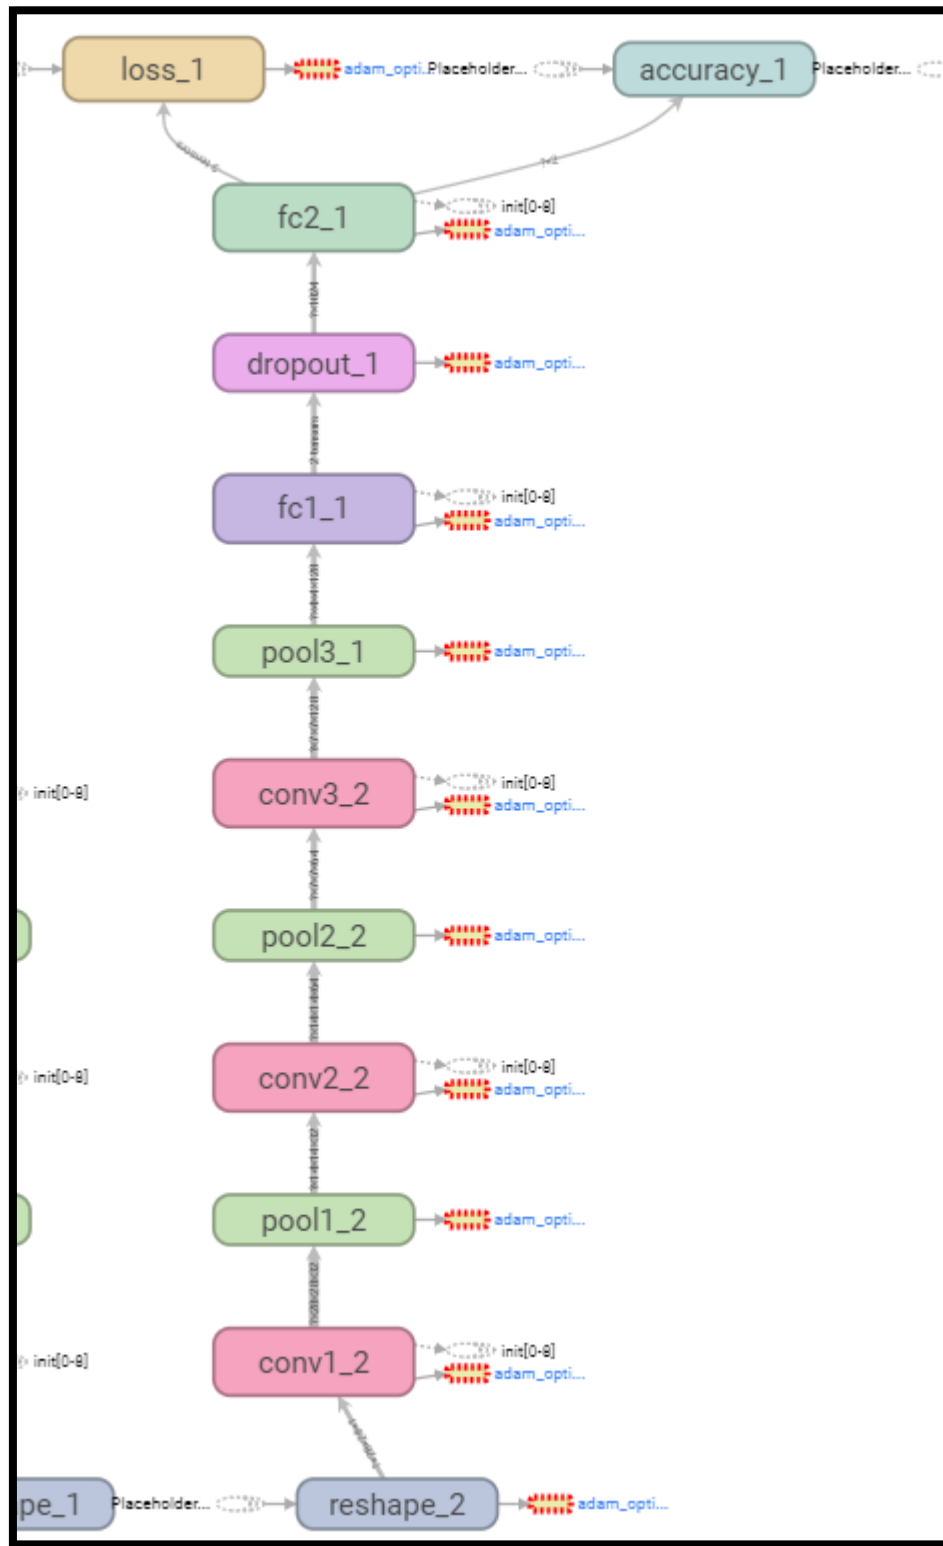 loss_1 adam_opti... Placeholder... accuracy_1 Placeholder...
fc2_1 init[0-8]
adam_opti...
dropout_1 adam_opti...
fc1_1 init[0-8]
adam_opti...
pool3_1 adam_opti...
init[0-8] conv3_2 init[0-8]
adam_opti...
pool2_2 adam_opti...
init[0-8] conv2_2 init[0-8]
adam_opti...
pool1_2 adam_opti...
init[0-8] conv1_2 init[0-8]
adam_opti...
pe_1 Placeholder... reshape_2 adam_opti...